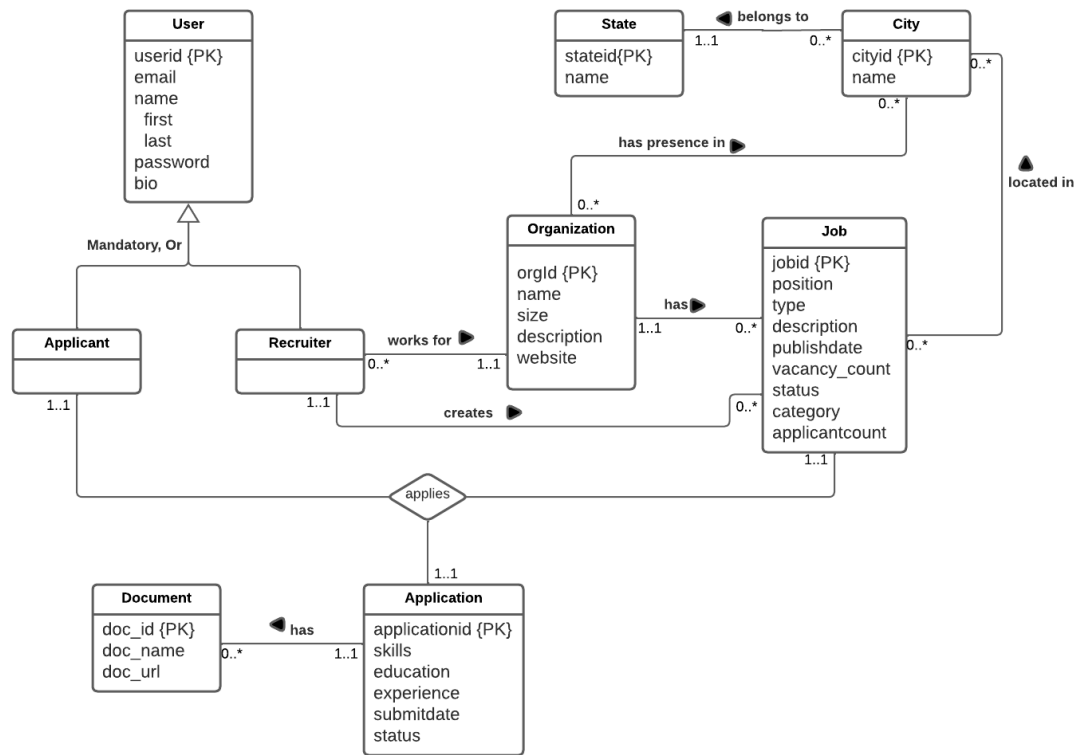 User
userid {PK}
email
name
first
last
password
bio
Mandatory, Or
State
stateid{PK}
name
belongs to
1..1
0..*
City
cityid {PK}
name
0..*
0..*
has presence in
located in
0..*
Organization
orgId {PK}
name
size
description
website
has
1..1
0..*
Job
jobid {PK}
position
type
description
publishdate
vacancy_count
status
category
applicantcount
0..*
Applicant
1..1
Recruiter
1..1
works for
0..*
1..1
creates
0..*
1..1
applies
1..1
Document
doc_id {PK}
doc_name
doc_url
has
0..*
1..1
Application
applicationid {PK}
skills
education
experience
submitdate
status